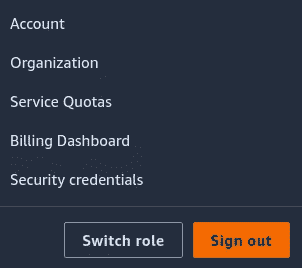 Account
Organization
Service Quotas
Billing Dashboard
Security credentials
Switch role Sign out